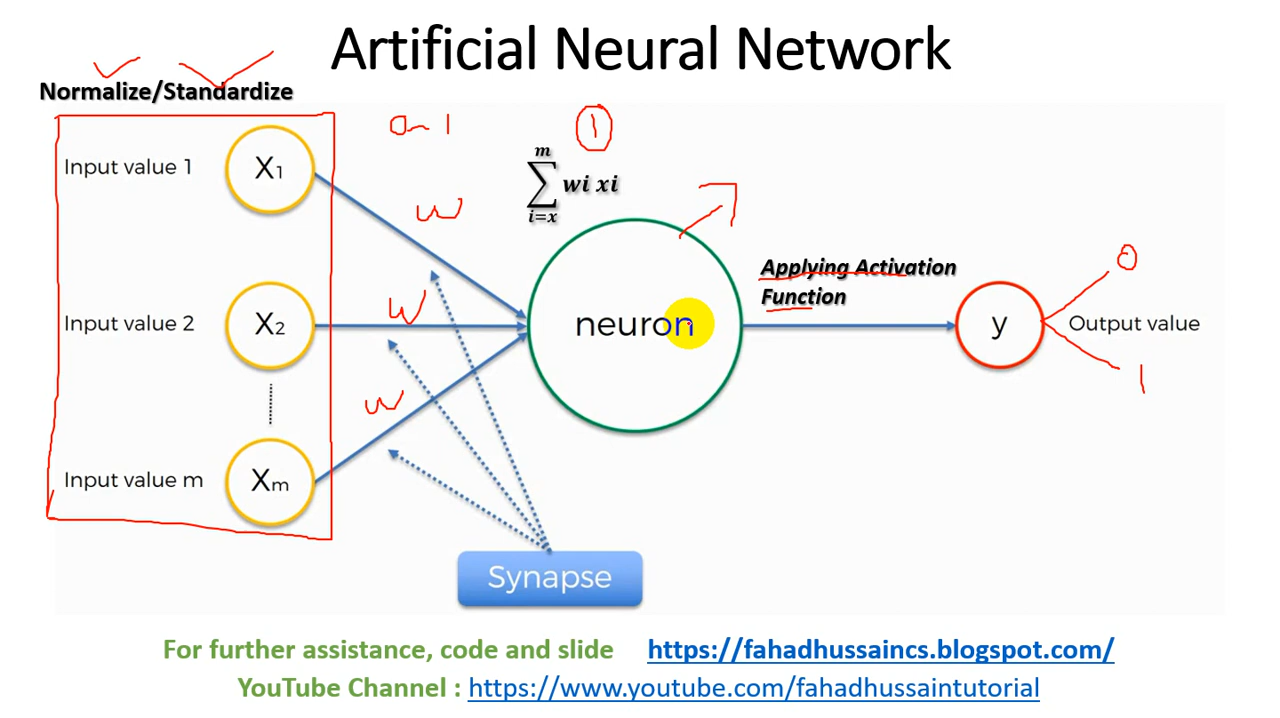 Artificial Neural Network
Normalize/Standardize
0 1
1
m
∑ wi xi
i=x
Input value 1 X₁
w
Applying Activation
Function
0
Input value 2 X₂
w
neuron
y
Output value
1
w
Input value m Xₘ
Synapse
For further assistance, code and slide https://fahadhussaincs.blogspot.com/
YouTube Channel : https://www.youtube.com/fahadhussaintutorial